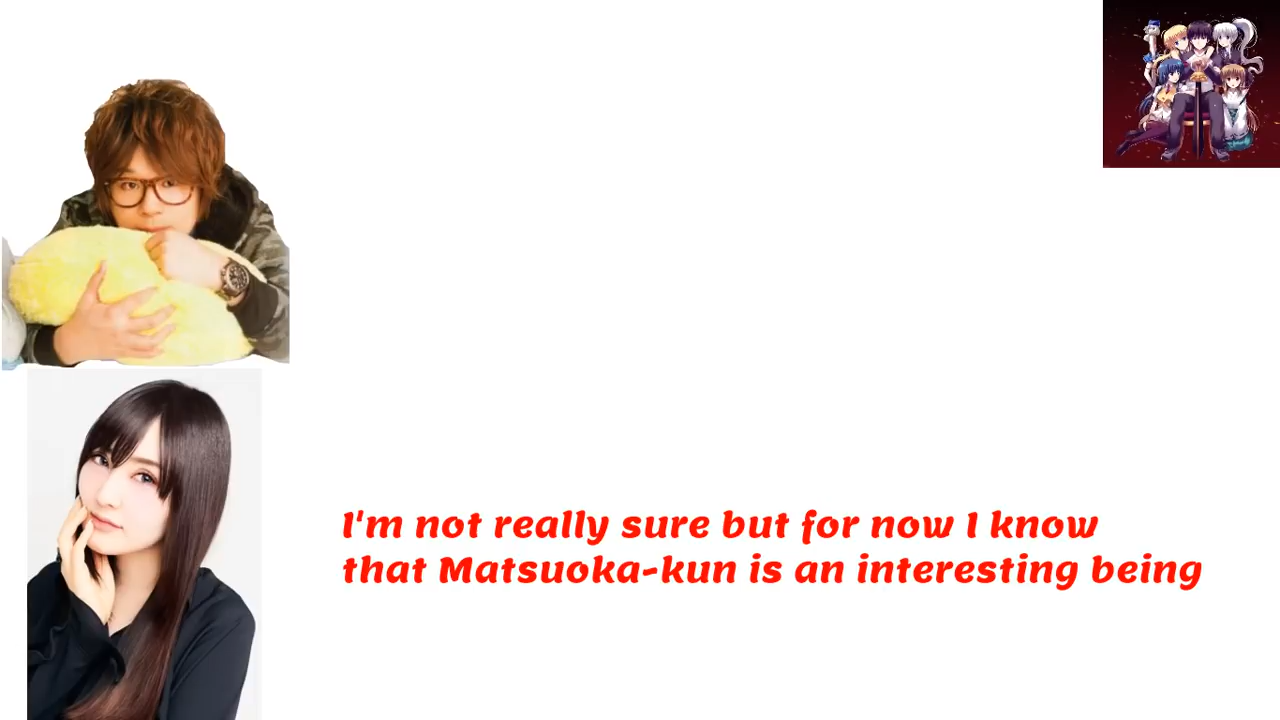 I'm not really sure but for now I know
that Matsuoka-kun is an interesting being